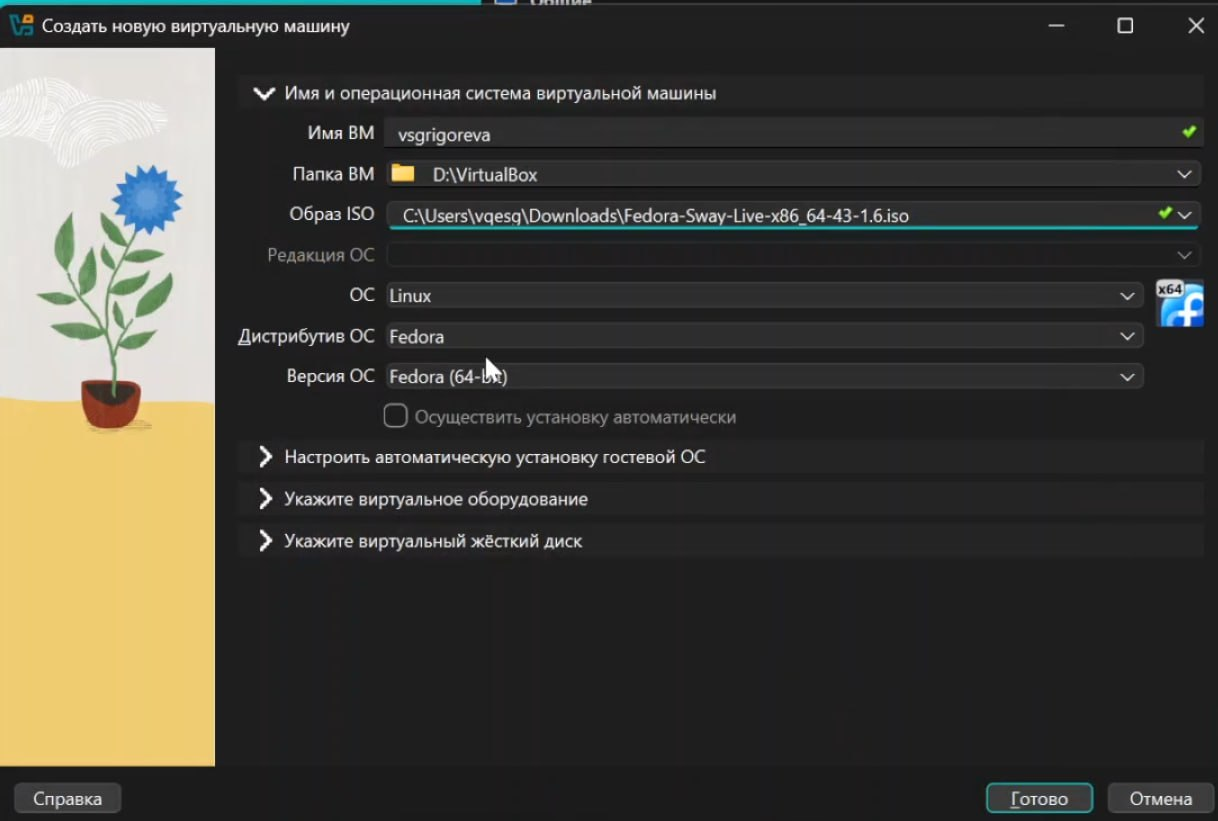 Общие
Создать новую виртуальную машину
Имя и операционная система виртуальной машины
Имя ВМ vsgrigoreva
Папка ВМ D:\VirtualBox
Образ ISO C:\Users\vqesg\Downloads\Fedora-Sway-Live-x86_64-43-1.6.iso
Редакция ОС
ОС Linux x64
Дистрибутив ОС Fedora
Версия ОС Fedora (64-bit)
Осуществить установку автоматически
Настроить автоматическую установку гостевой ОС
Укажите виртуальное оборудование
Укажите виртуальный жёсткий диск
Справка Готово Отмена